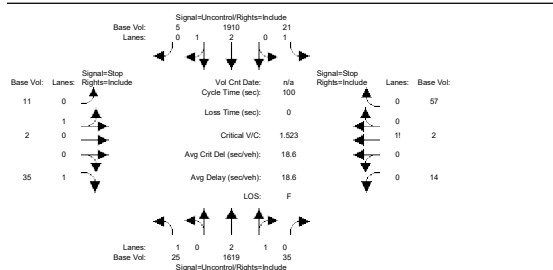 Signal=Uncontrol/Rights=Include
Base Vol: 5 1910 21
Lanes: 0 1 2 0 1
Signal=Stop
Base Vol: Lanes: Rights=Include
Vol Cnt Date: n/a
Signal=Stop
Rights=Include Lanes: Base Vol:
Cycle Time (sec): 100
11 0
0 57
Loss Time (sec): 0
1
0
2 0
Critical V/C: 1.523
1! 2
0
Avg Crit Del (sec/veh): 18.6
0
35 1
Avg Delay (sec/veh): 18.6
0 14
LOS: F
Lanes: 1 0 2 1 0
Base Vol: 25 1619 35
Signal=Uncontrol/Rights=Include